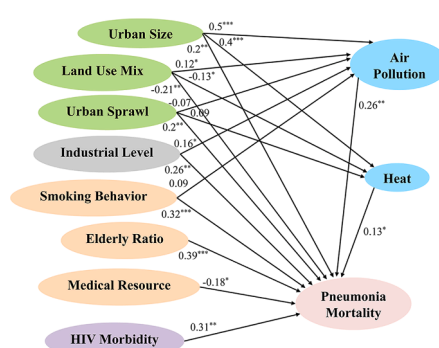 Urban Size
0.5***
0.2** 0.4***
Air
Pollution
Land Use Mix
0.12*
-0.13*
-0.21**
Urban Sprawl
-0.07
0.09
0.2**
0.26**
Industrial Level
0.16*
0.26**
Heat
Smoking Behavior
0.09
0.32***
0.13*
Elderly Ratio
0.39***
Medical Resource
-0.18*
Pneumonia
Mortality
HIV Morbidity
0.31**